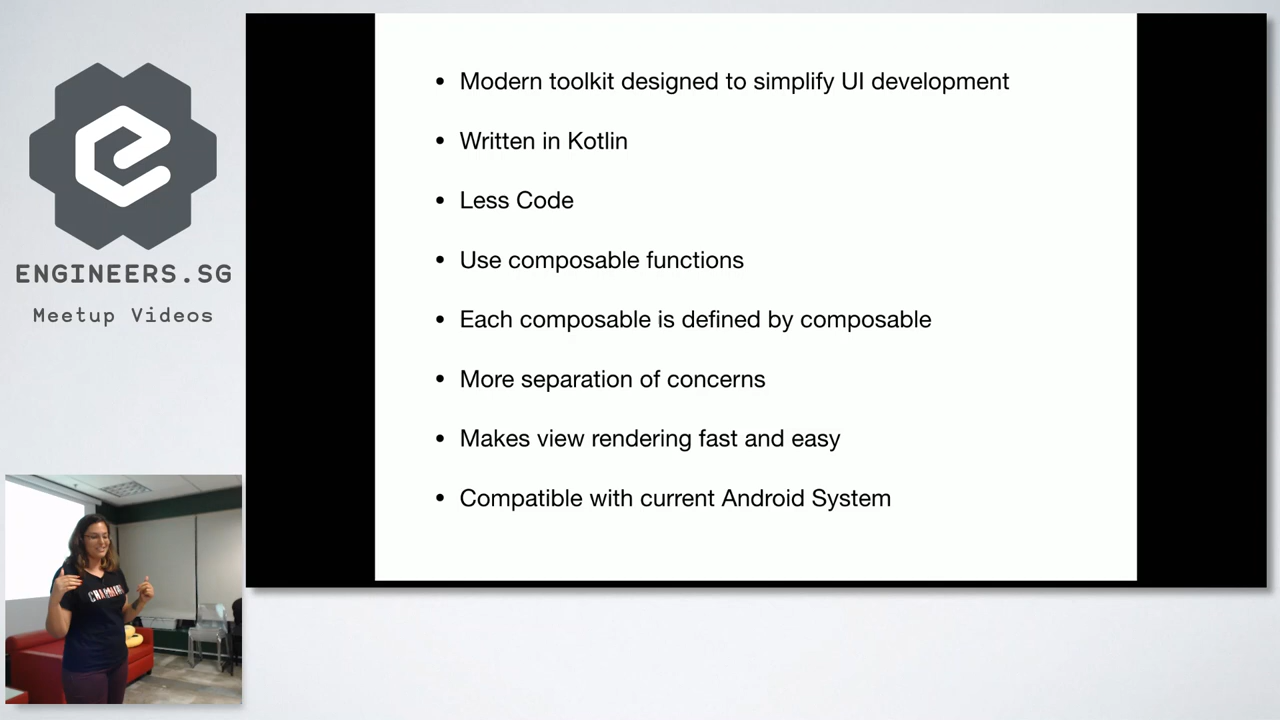 ENGINEERS.SG
Meetup Videos
• Modern toolkit designed to simplify UI development
• Written in Kotlin
• Less Code
• Use composable functions
• Each composable is defined by composable
• More separation of concerns
• Makes view rendering fast and easy
• Compatible with current Android System